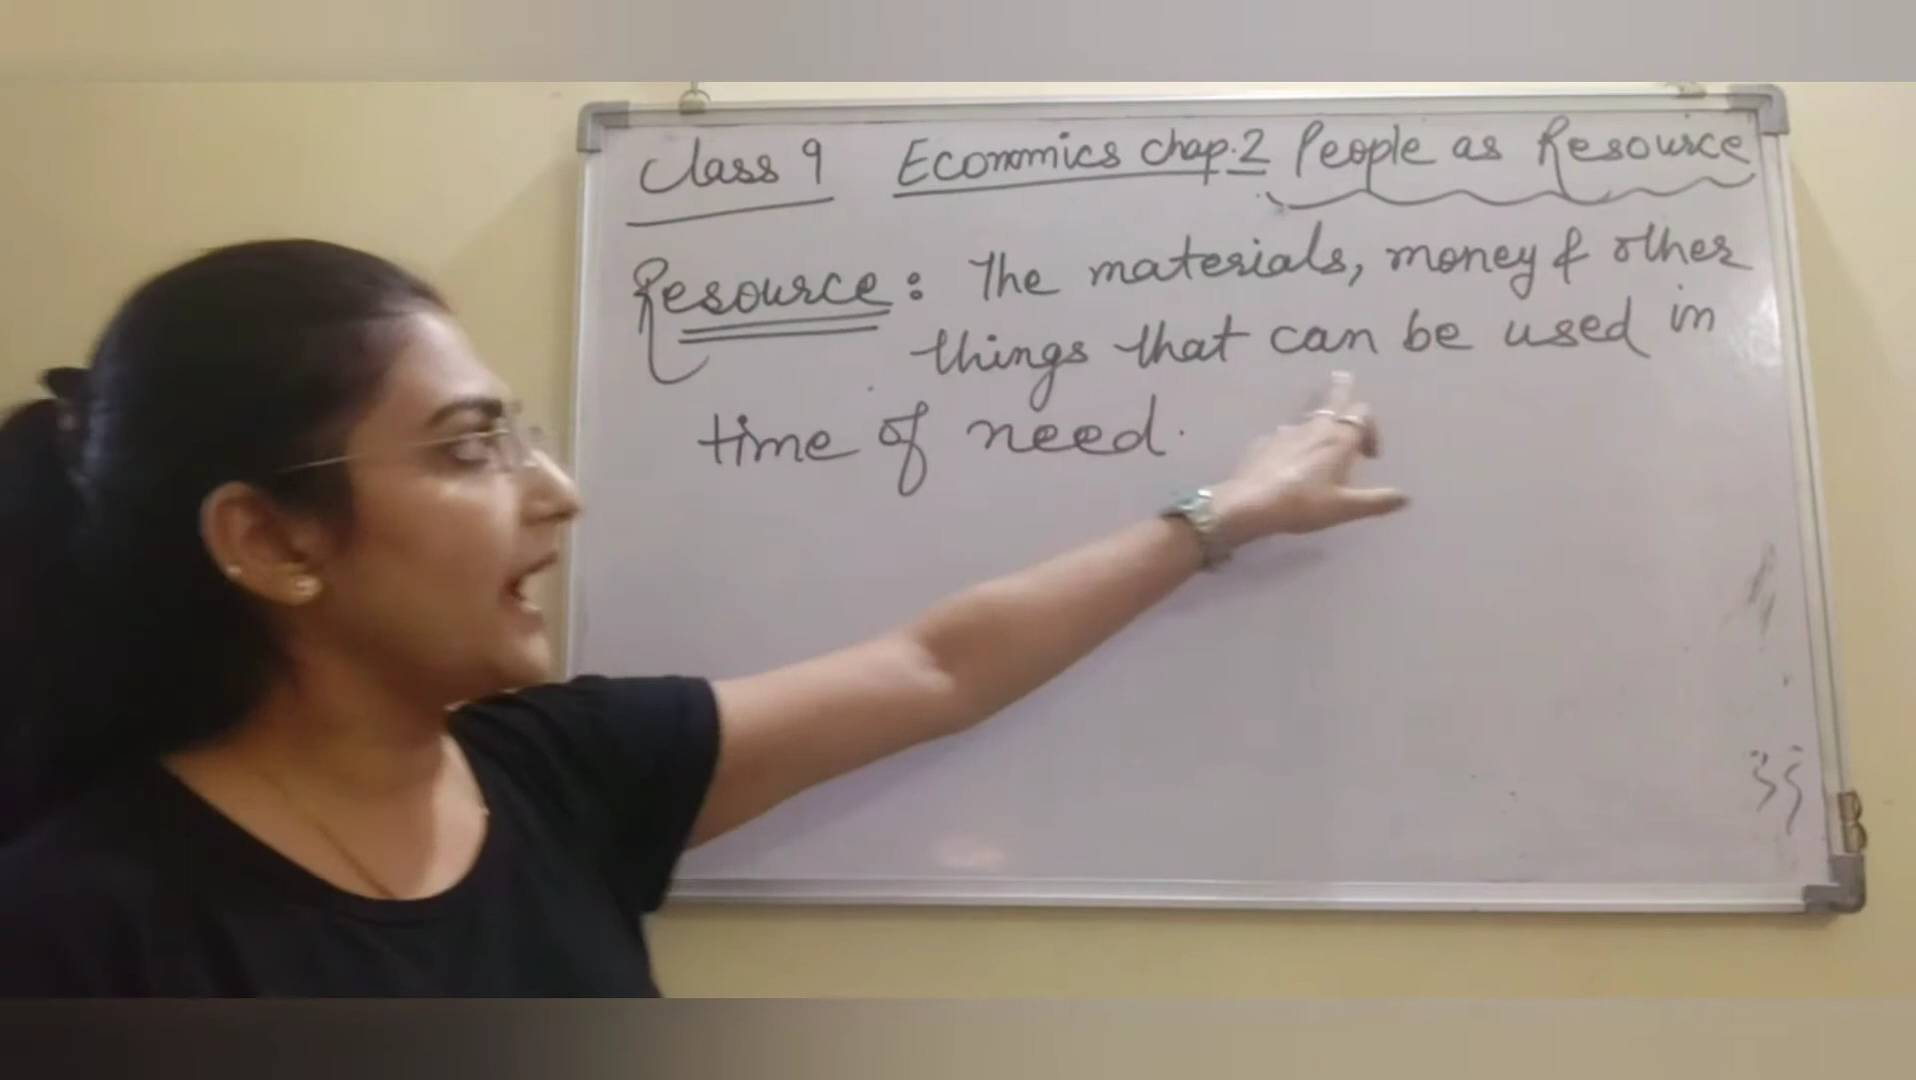 Class 9 Economics chap.2 People as Resource
Resource : The materials, money & other
things that can be used in
time of need.